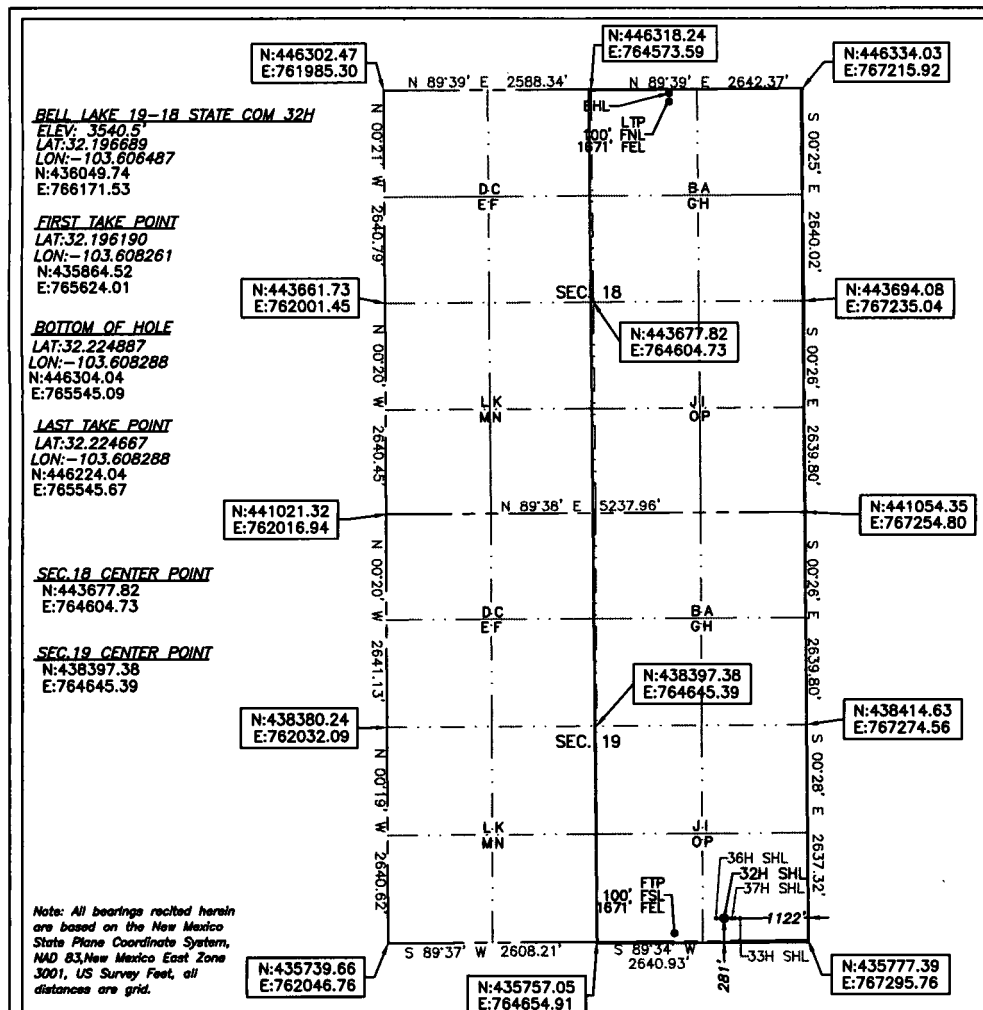 N:446302.47
E:761985.30
N:446318.24
E:764573.59
N:446334.03
E:767215.92
N 89°39' E 2588.34'
N 89°39' E 2642.37'
BELL LAKE 19-18 STATE COM 32H
ELEV: 3540.5'
LAT:32.196689
LON:-103.606487
N:436049.74
E:766171.53
FIRST TAKE POINT
LAT:32.196190
LON:-103.608261
N:435864.52
E:765624.01
BOTTOM OF HOLE
LAT:32.224887
LON:-103.608288
N:446304.04
E:765545.09
LAST TAKE POINT
LAT:32.224667
LON:-103.608288
N:446224.04
E:765545.67
SEC.18 CENTER POINT
N:443677.82
E:764604.73
SEC.19 CENTER POINT
N:438397.38
E:764645.39
Note: All bearings recited herein
are based on the New Mexico
State Plane Coordinate System,
NAD 83,New Mexico East Zone
3001, US Survey Feet, all
distances are grid.
N 00°21' W 2640.79'
BHL
LTP
100' FNL
1671' FEL
S 00°25' E 2640.02'
D C
E F
B A
G H
N:443661.73
E:762001.45
SEC. 18
N:443677.82
E:764604.73
N:443694.08
E:767235.04
N 00°20' W 2640.45'
S 00°26' E 2639.80'
L K
M N
J I
O P
N:441021.32
E:762016.94
N 89°38' E 5237.96'
N:441054.35
E:767254.80
N 00°20' W 2641.13'
S 00°26' E 2639.80'
D C
E F
B A
G H
N:438380.24
E:762032.09
N:438397.38
E:764645.39
SEC. 19
N:438414.63
E:767274.56
N 00°19' W 2640.62'
S 00°28' E 2637.32'
L K
M N
J I
O P
36H SHL
32H SHL
37H SHL
1122'
33H SHL
281'
FTP
100' FSL
1671' FEL
S 89°37' W 2608.21'
S 89°34' W
2640.93'
N:435739.66
E:762046.76
N:435757.05
E:764654.91
N:435777.39
E:767295.76